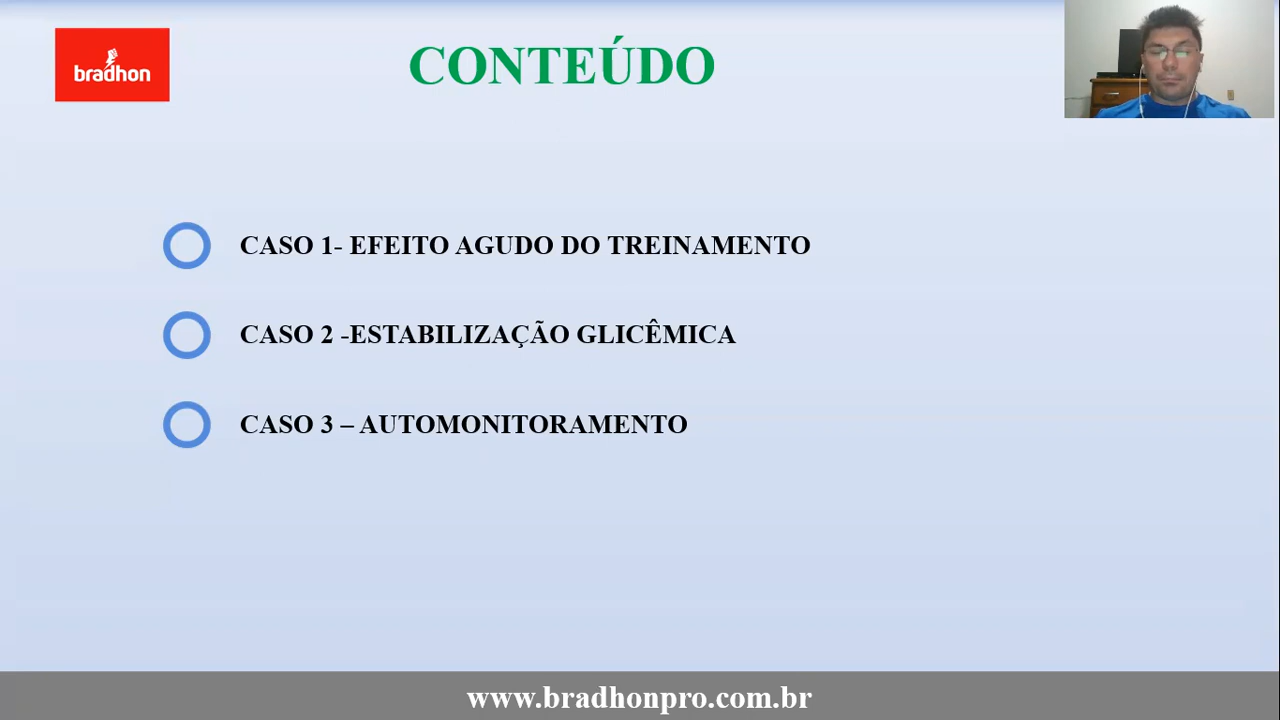 bradhon
CONTEÚDO
CASO 1- EFEITO AGUDO DO TREINAMENTO
CASO 2 -ESTABILIZAÇÃO GLICÊMICA
CASO 3 – AUTOMONITORAMENTO
www.bradhonpro.com.br